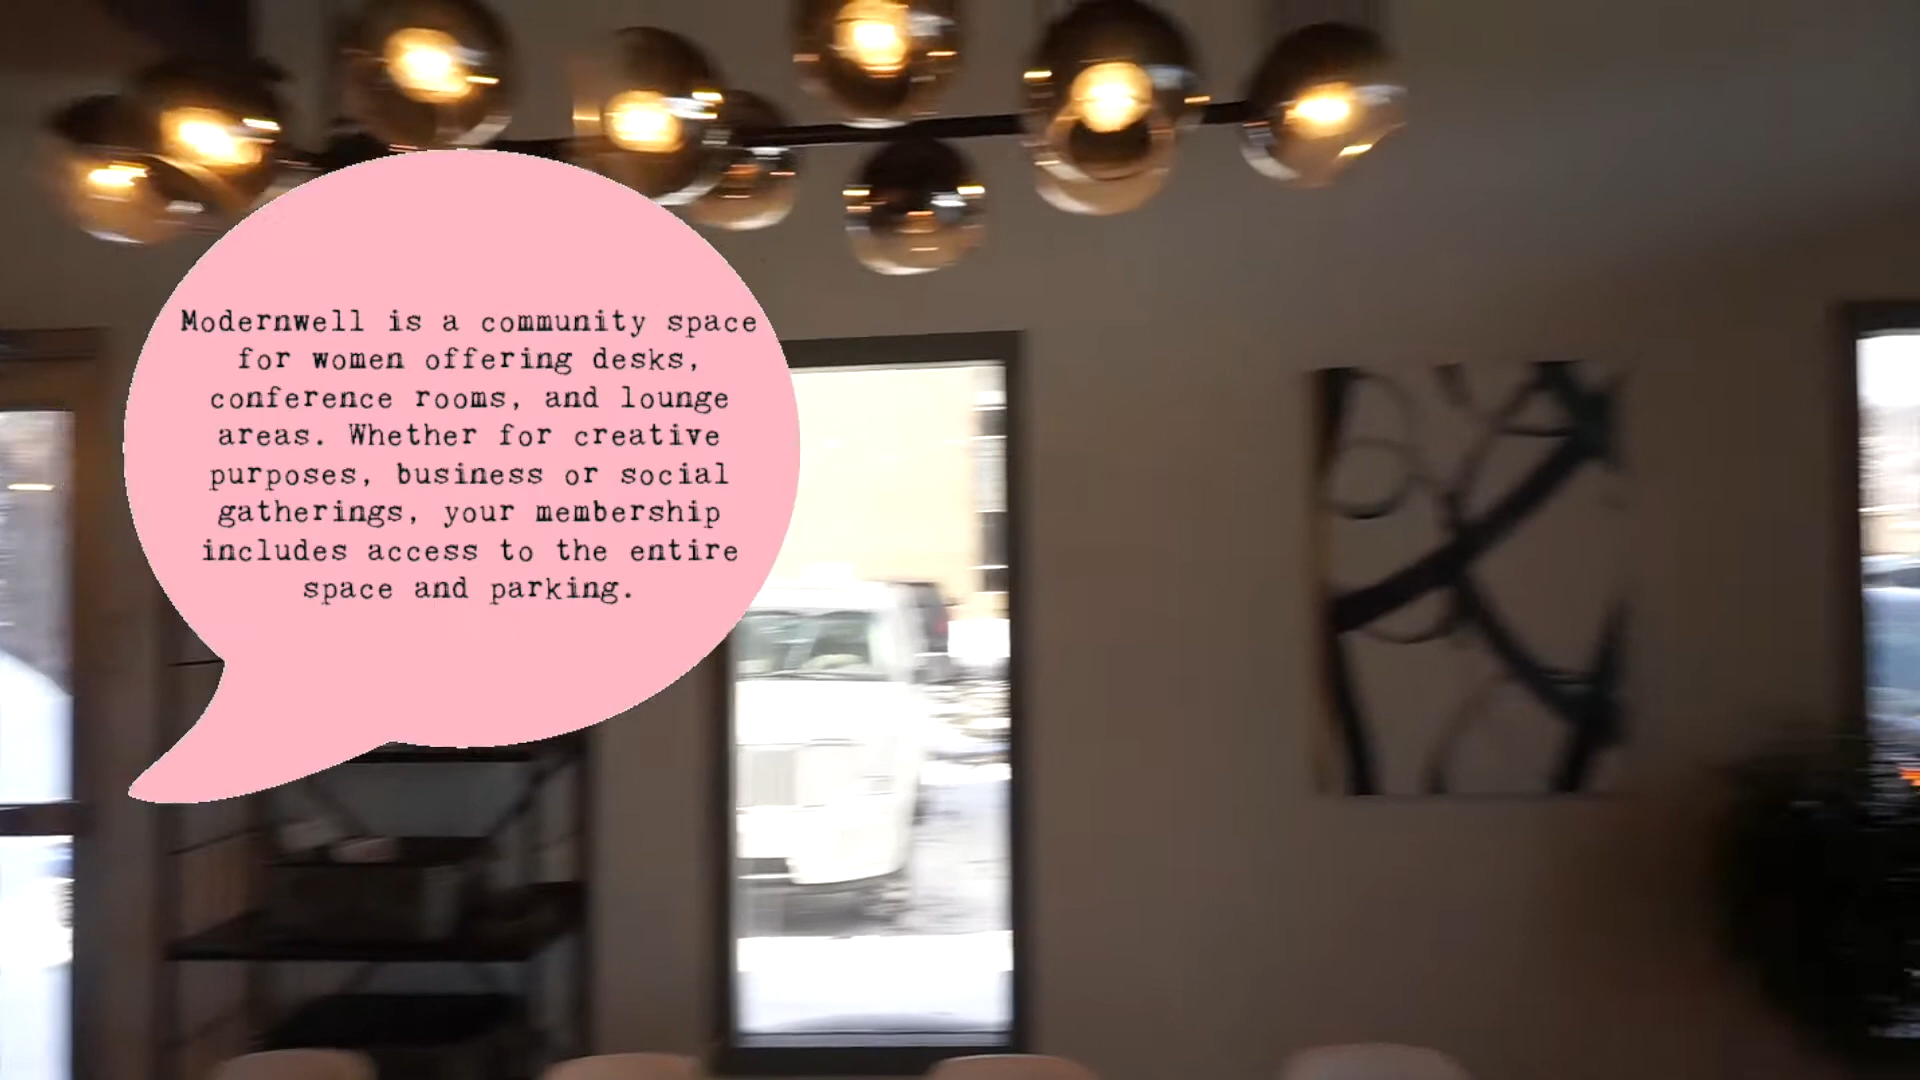 Modernwell is a community space
for women offering desks,
conference rooms, and lounge
areas. Whether for creative
purposes, business or social
gatherings, your membership
includes access to the entire
space and parking.